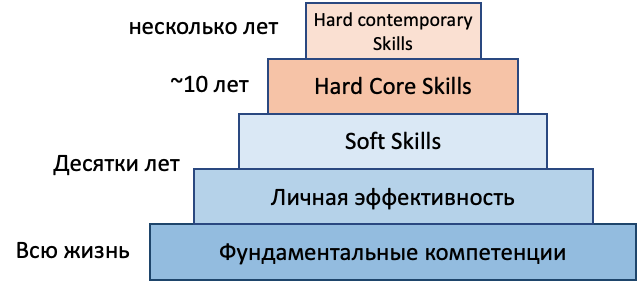 несколько лет
Hard contemporary
Skills
~10 лет
Hard Core Skills
Soft Skills
Десятки лет
Личная эффективность
Всю жизнь
Фундаментальные компетенции